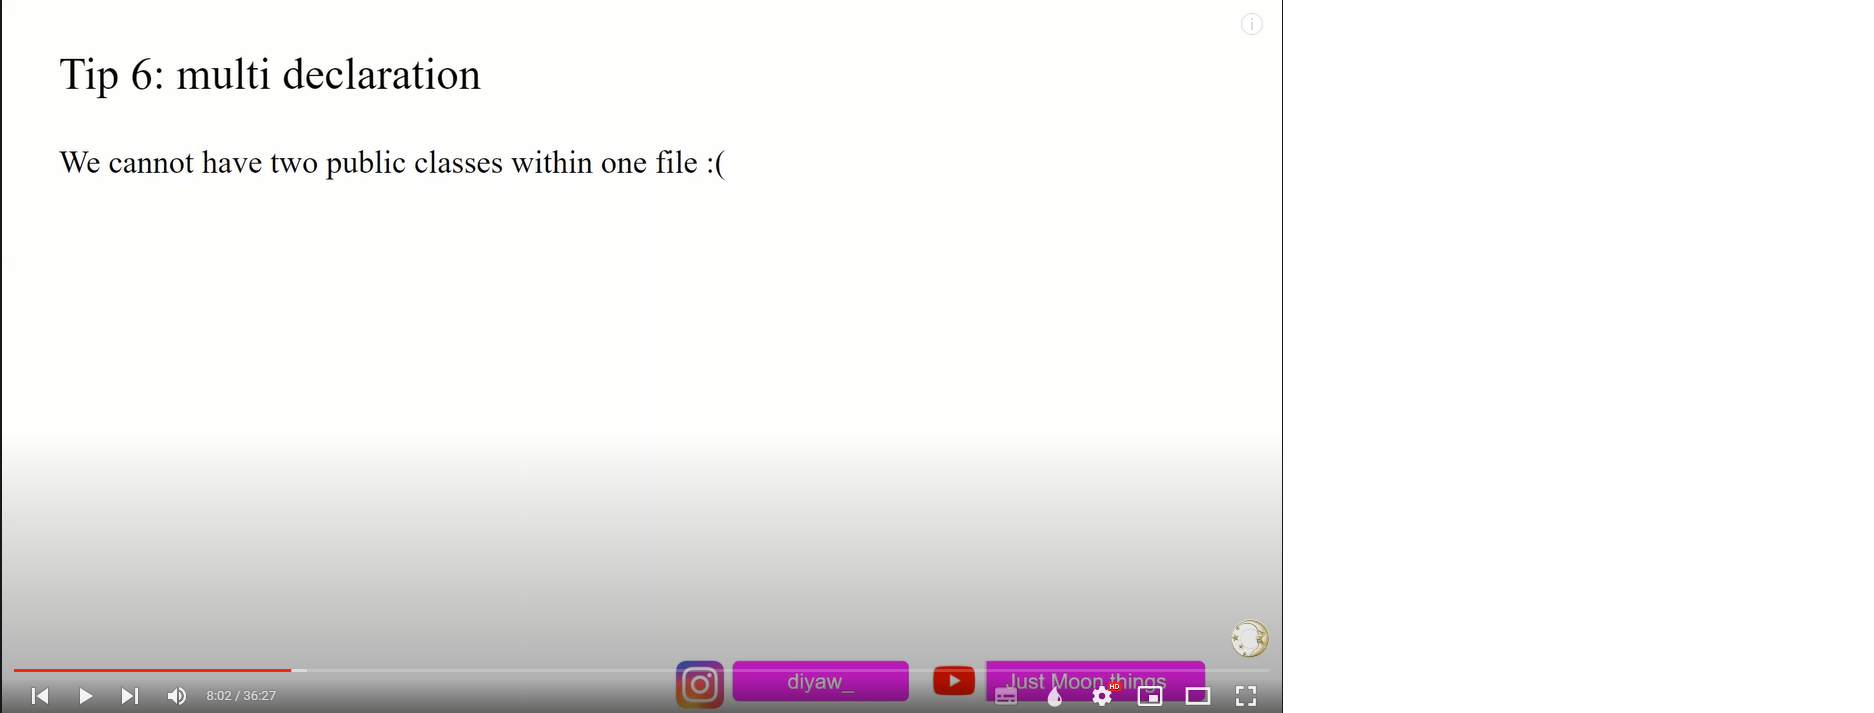 Tip 6: multi declaration
We cannot have two public classes within one file :(
diyaw_
Just Moon things
8:02 / 36:27
HD